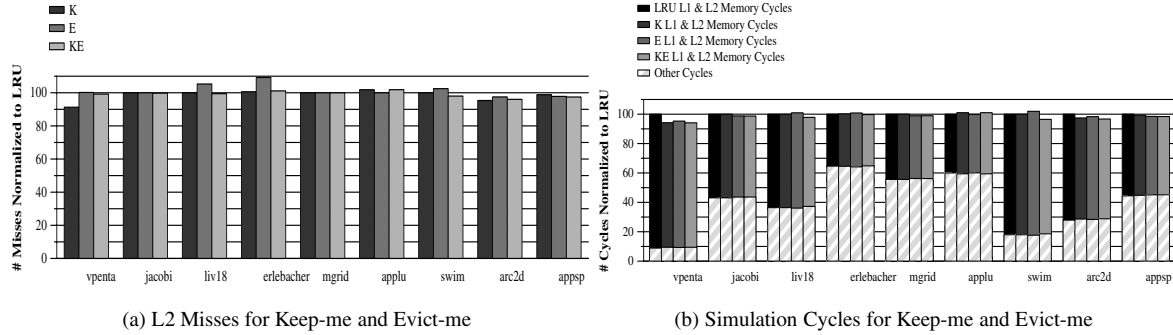 K
E
KE
# Misses Normalized to LRU
100
80
60
40
20
0
vpenta jacobi liv18 erlebacher mgrid applu swim arc2d appsp
(a) L2 Misses for Keep-me and Evict-me
LRU L1 & L2 Memory Cycles
K L1 & L2 Memory Cycles
E L1 & L2 Memory Cycles
KE L1 & L2 Memory Cycles
Other Cycles
# Cycles Normalized to LRU
100
80
60
40
20
0
vpenta jacobi liv18 erlebacher mgrid applu swim arc2d appsp
(b) Simulation Cycles for Keep-me and Evict-me